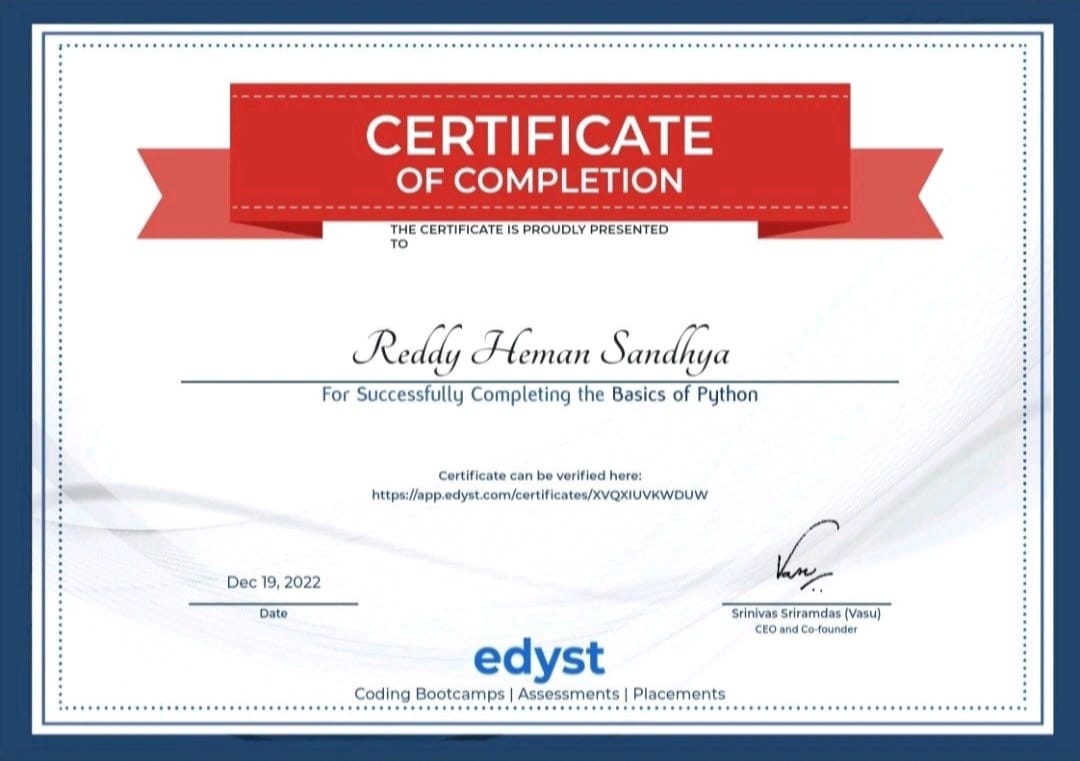 CERTIFICATE
OF COMPLETION
THE CERTIFICATE IS PROUDLY PRESENTED
TO
Reddy Heman Sandhya
For Successfully Completing the Basics of Python
Certificate can be verified here:
https://app.edyst.com/certificates/XVQXIUVKWDUW
Vasu
Dec 19, 2022
Date
Srinivas Sriramdas (Vasu)
CEO and Co-founder
edyst
Coding Bootcamps | Assessments | Placements